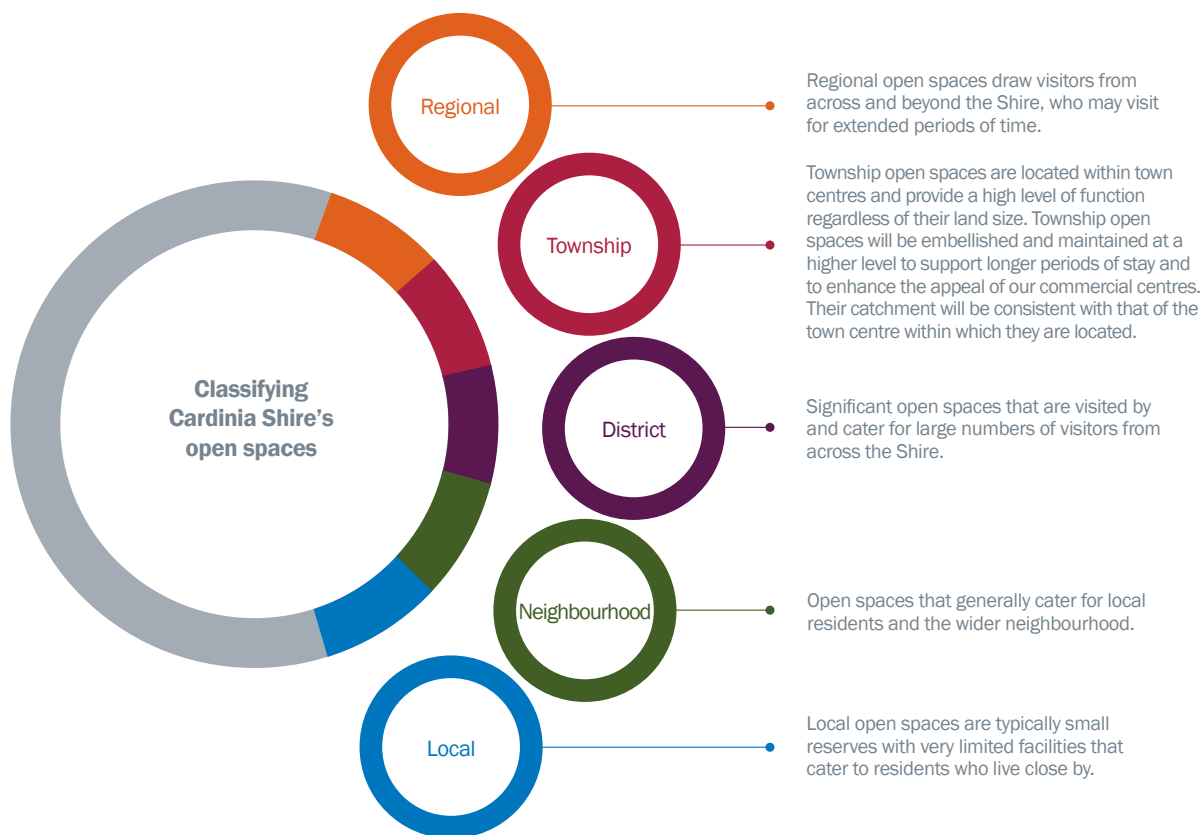 Classifying
Cardinia Shire's
open spaces
Regional
Regional open spaces draw visitors from
across and beyond the Shire, who may visit
for extended periods of time.
Township
Township open spaces are located within town
centres and provide a high level of function
regardless of their land size. Township open
spaces will be embellished and maintained at a
higher level to support longer periods of stay and
to enhance the appeal of our commercial centres.
Their catchment will be consistent with that of the
town centre within which they are located.
District
Significant open spaces that are visited by
and cater for large numbers of visitors from
across the Shire.
Neighbourhood
Open spaces that generally cater for local
residents and the wider neighbourhood.
Local
Local open spaces are typically small
reserves with very limited facilities that
cater to residents who live close by.